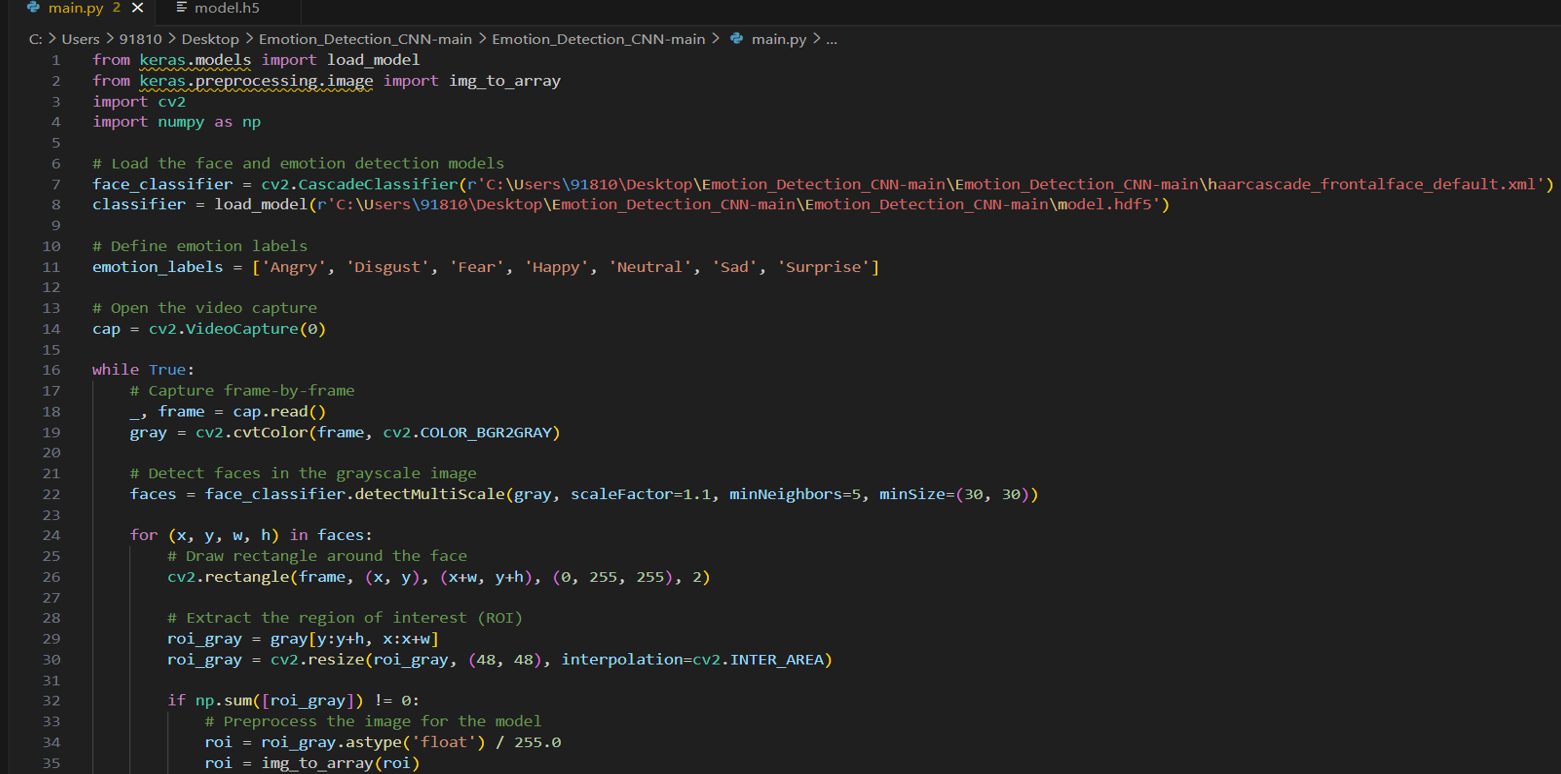 main.py 2 × model.h5
C: > Users > 91810 > Desktop > Emotion_Detection_CNN-main > Emotion_Detection_CNN-main > main.py > ...
1 from keras.models import load_model
2 from keras.preprocessing.image import img_to_array
3 import cv2
4 import numpy as np
5
6 # Load the face and emotion detection models
7 face_classifier = cv2.CascadeClassifier(r'C:\Users\91810\Desktop\Emotion_Detection_CNN-main\Emotion_Detection_CNN-main\haarcascade_frontalface_default.xml')
8 classifier = load_model(r'C:\Users\91810\Desktop\Emotion_Detection_CNN-main\Emotion_Detection_CNN-main\model.hdf5')
9
10 # Define emotion labels
11 emotion_labels = ['Angry', 'Disgust', 'Fear', 'Happy', 'Neutral', 'Sad', 'Surprise']
12
13 # Open the video capture
14 cap = cv2.VideoCapture(0)
15
16 while True:
17     # Capture frame-by-frame
18     _, frame = cap.read()
19     gray = cv2.cvtColor(frame, cv2.COLOR_BGR2GRAY)
20
21     # Detect faces in the grayscale image
22     faces = face_classifier.detectMultiScale(gray, scaleFactor=1.1, minNeighbors=5, minSize=(30, 30))
23
24     for (x, y, w, h) in faces:
25         # Draw rectangle around the face
26         cv2.rectangle(frame, (x, y), (x+w, y+h), (0, 255, 255), 2)
27
28         # Extract the region of interest (ROI)
29         roi_gray = gray[y:y+h, x:x+w]
30         roi_gray = cv2.resize(roi_gray, (48, 48), interpolation=cv2.INTER_AREA)
31
32         if np.sum([roi_gray]) != 0:
33             # Preprocess the image for the model
34             roi = roi_gray.astype('float') / 255.0
35             roi = img_to_array(roi)